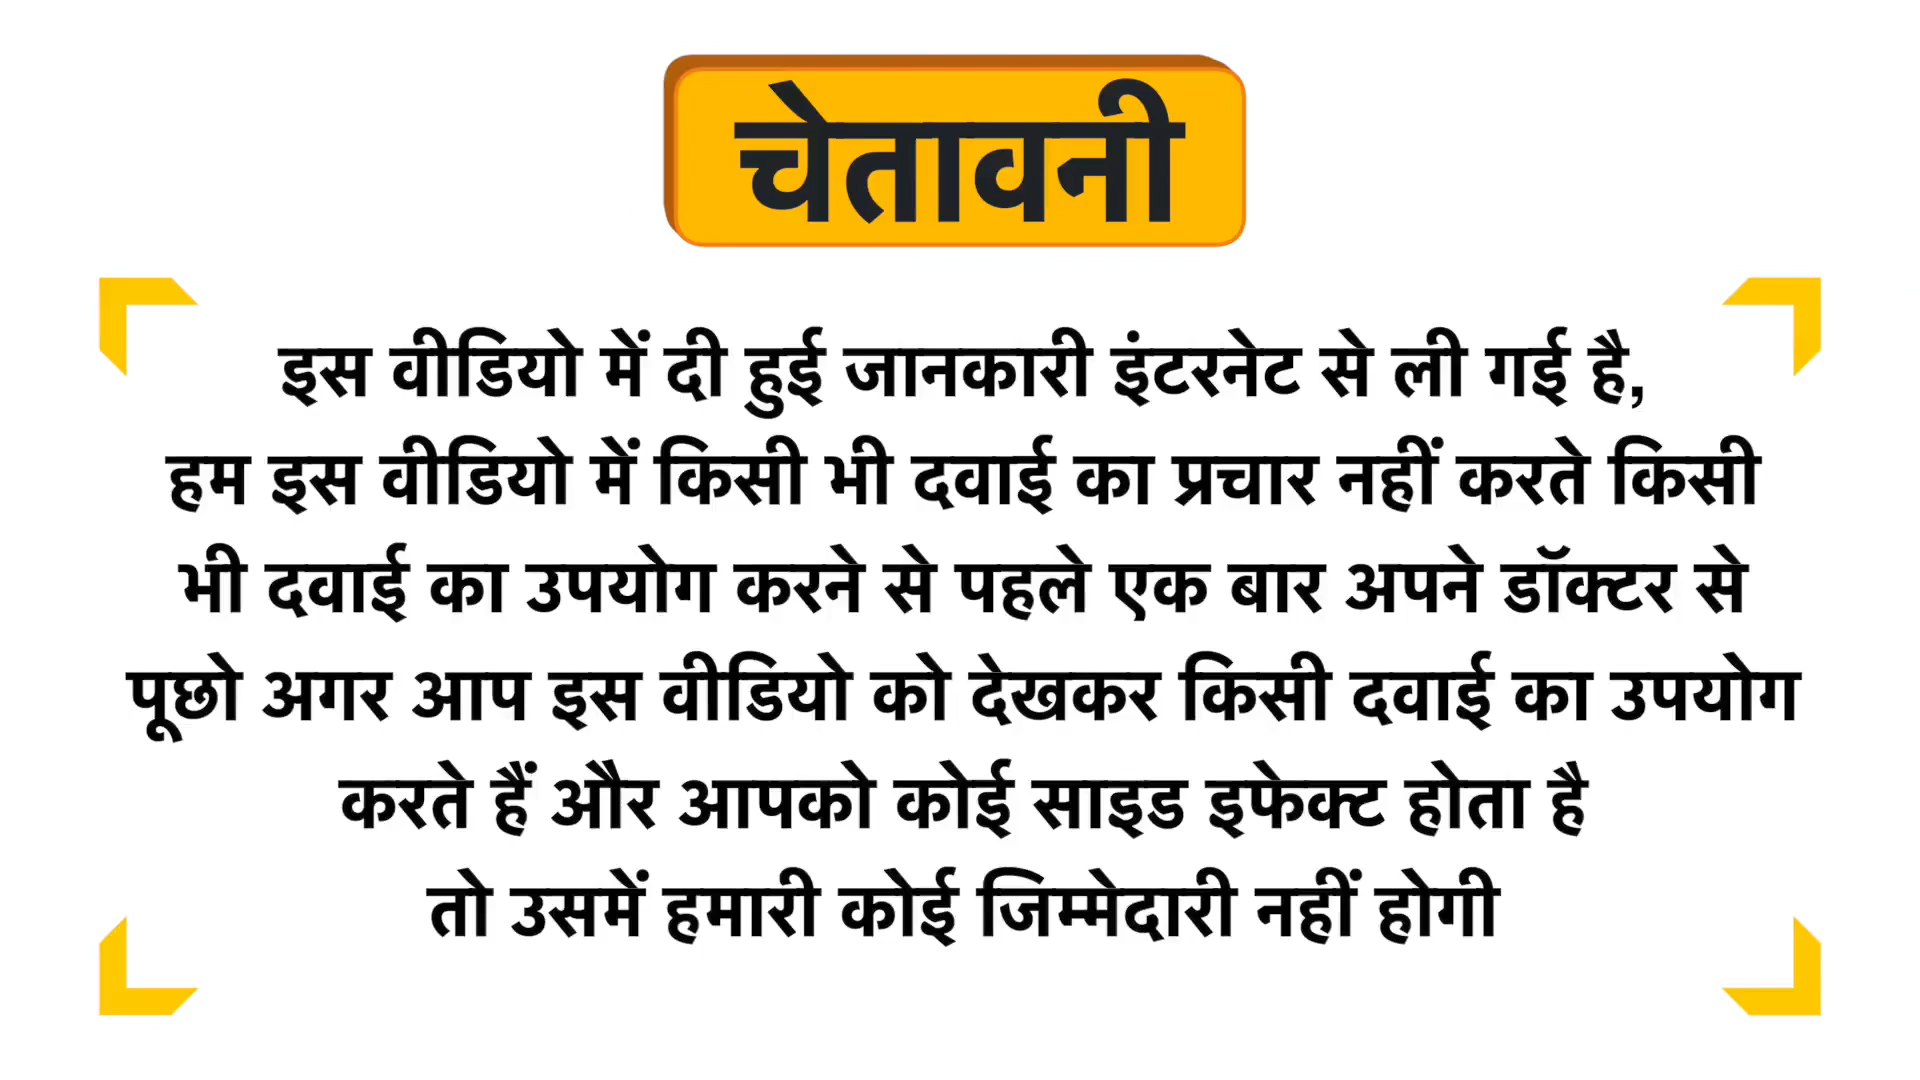 चेतावनी
इस वीडियो में दी हुई जानकारी इंटरनेट से ली गई है,
हम इस वीडियो में किसी भी दवाई का प्रचार नहीं करते किसी
भी दवाई का उपयोग करने से पहले एक बार अपने डॉक्टर से
पूछो अगर आप इस वीडियो को देखकर किसी दवाई का उपयोग
करते हैं और आपको कोई साइड इफेक्ट होता है
तो उसमें हमारी कोई जिम्मेदारी नहीं होगी